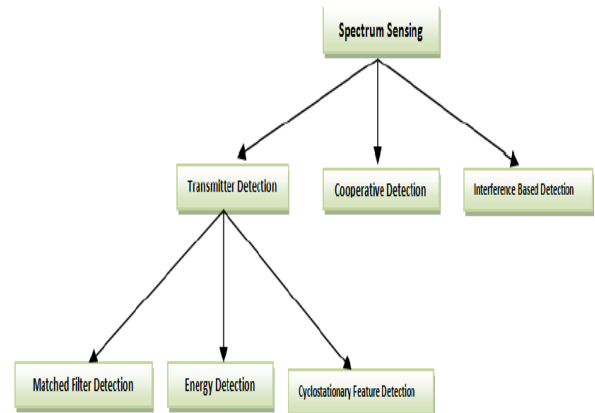 Spectrum Sensing
Transmitter Detection
Cooperative Detection
Interference Based Detection
Matched Filter Detection
Energy Detection
Cyclostationary Feature Detection